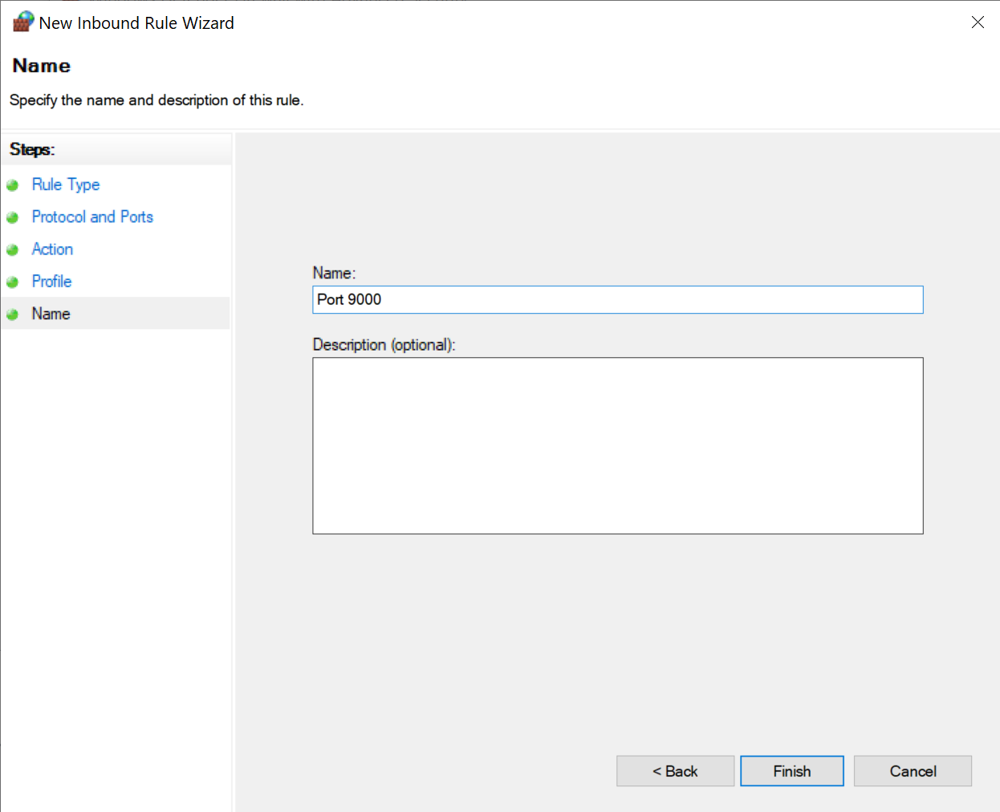 New Inbound Rule Wizard
Name
Specify the name and description of this rule.
Steps:
Rule Type
Protocol and Ports
Action
Profile
Name
Name:
Port 9000
Description (optional):
< Back
Finish
Cancel